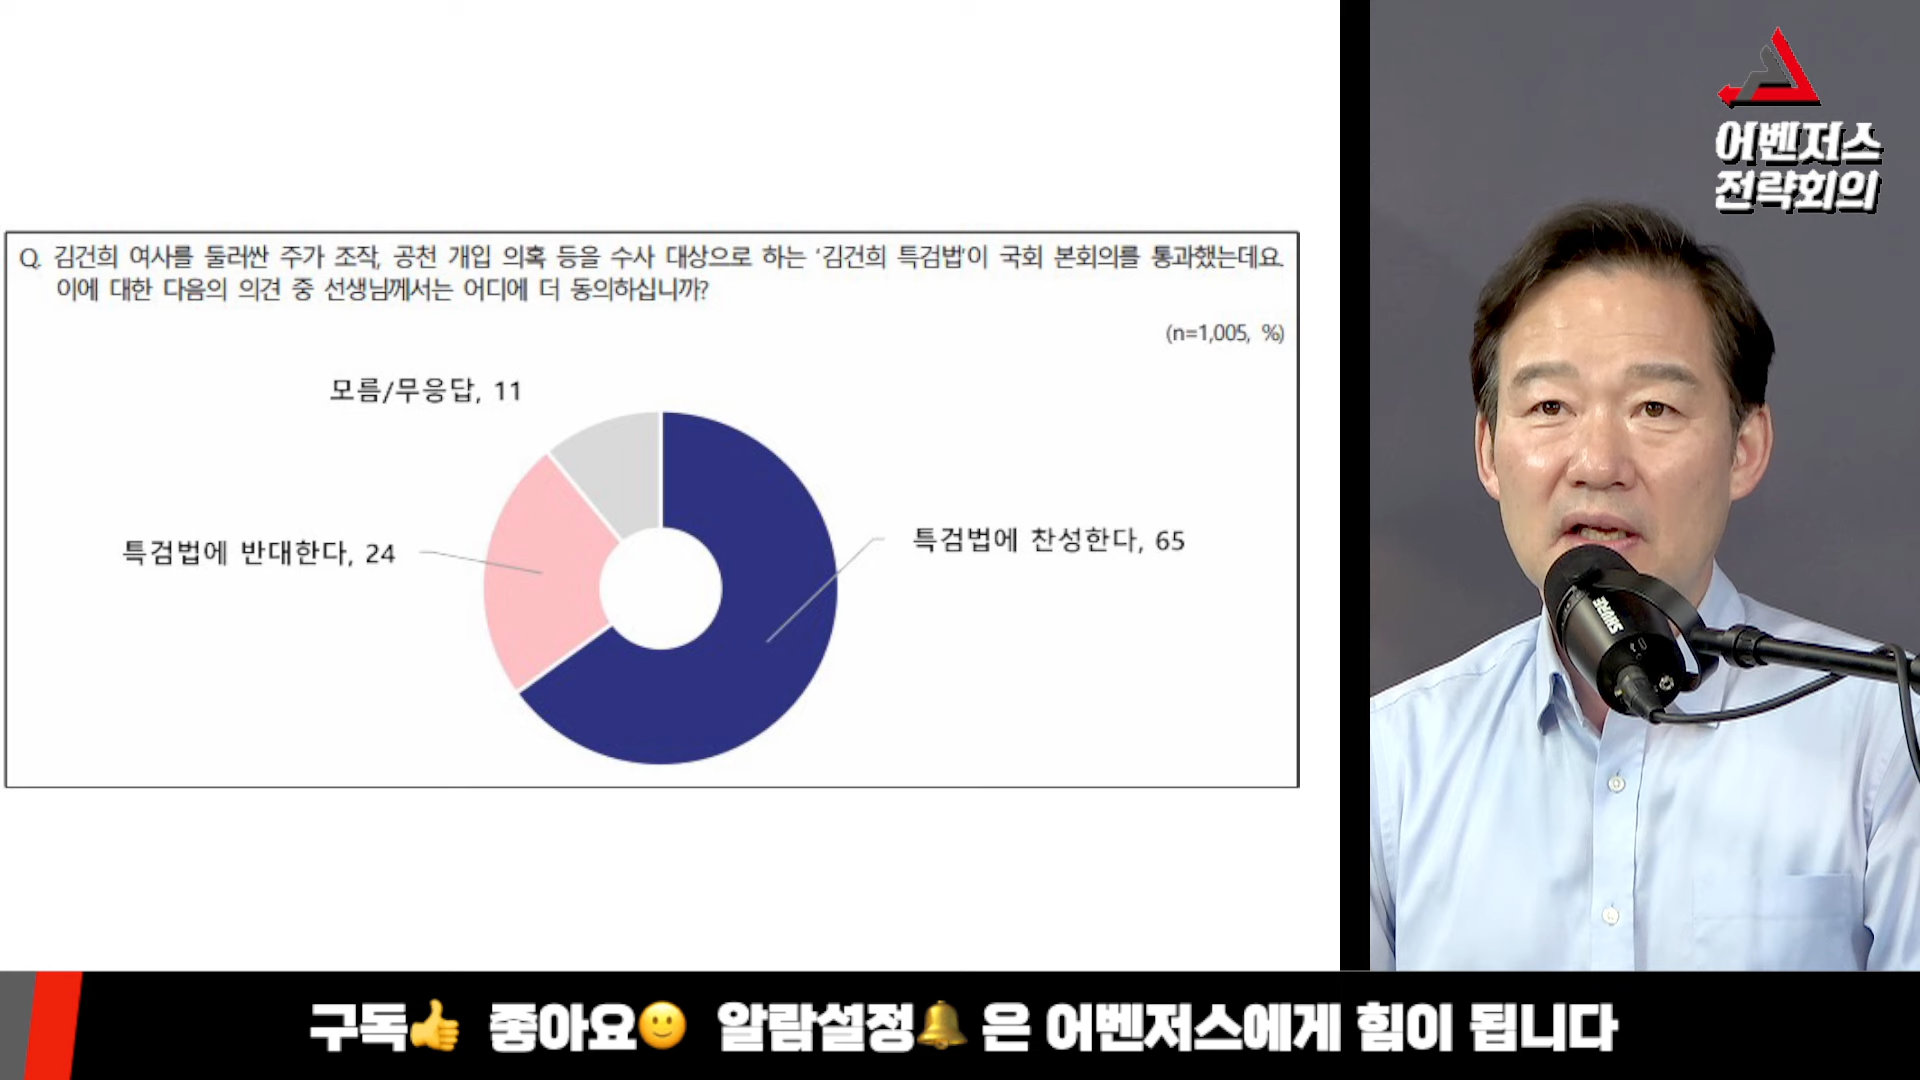 어벤저스
전략회의
Q. 김건희 여사를 둘러싼 주가 조작, 공천 개입 의혹 등을 수사 대상으로 하는 ‘김건희 특검법’이 국회 본회의를 통과했는데요.
이에 대한 다음의 의견 중 선생님께서는 어디에 더 동의하십니까?
(n=1,005, %)
모름/무응답, 11
특검법에 반대한다, 24
특검법에 찬성한다, 65
SHURE
구독👍 좋아요🙂 알람설정🔔 은 어벤저스에게 힘이 됩니다